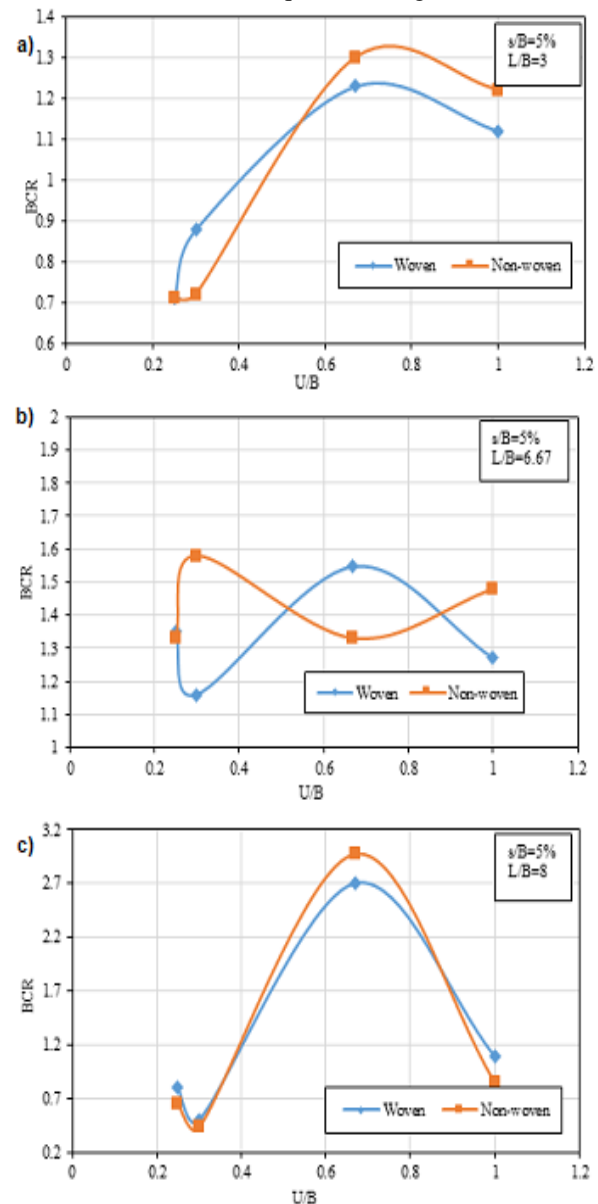 a)
1.4
1.3
1.2
1.1
1
0.9
0.8
0.7
0.6
BCR
s/B=5%
L/B=3
Woven Non-woven
0 0.2 0.4 0.6 0.8 1 1.2
U/B
b)
2
1.9
1.8
1.7
1.6
1.5
1.4
1.3
1.2
1.1
1
BCR
s/B=5%
L/B=6.67
Woven Non-woven
0 0.2 0.4 0.6 0.8 1 1.2
U/B
c)
3.2
2.7
2.2
1.7
1.2
0.7
0.2
BCR
s/B=5%
L/B=8
Woven Non-woven
0 0.2 0.4 0.6 0.8 1 1.2
U/B